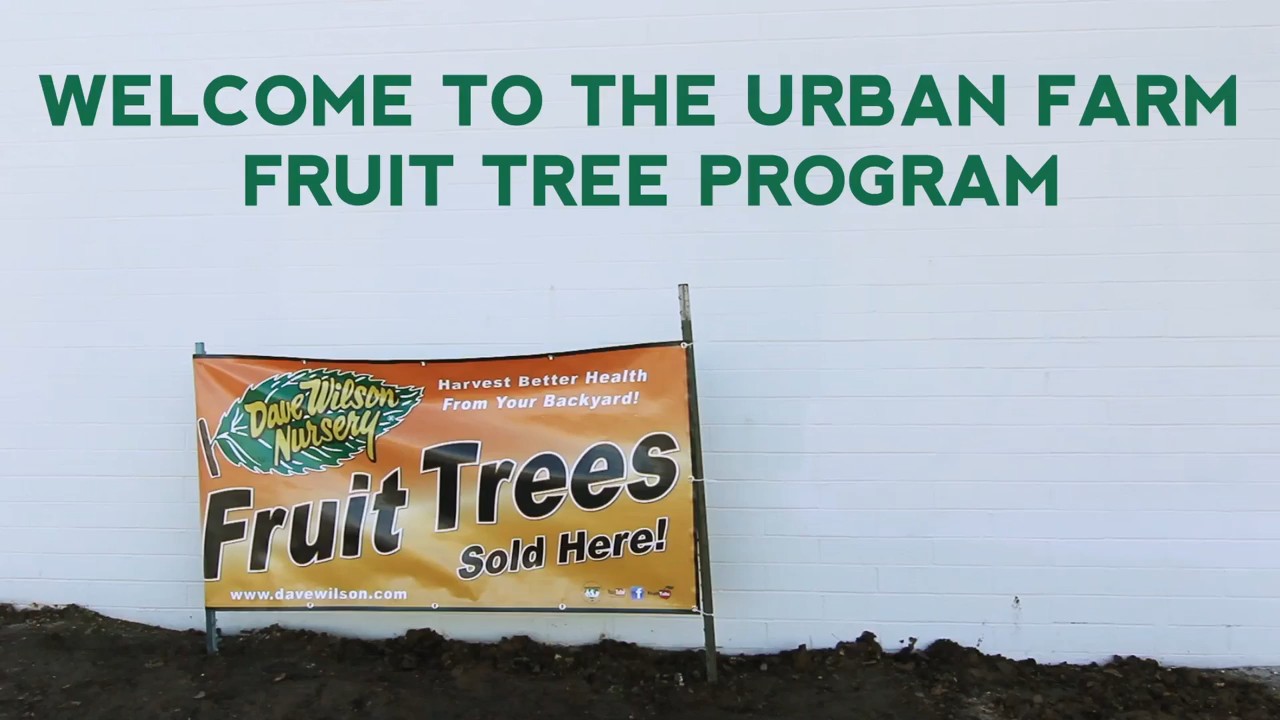 WELCOME TO THE URBAN FARM
FRUIT TREE PROGRAM
Dave Wilson
Nursery
Harvest Better Health
From Your Backyard!
Fruit Trees
Sold Here!
www.davewilson.com